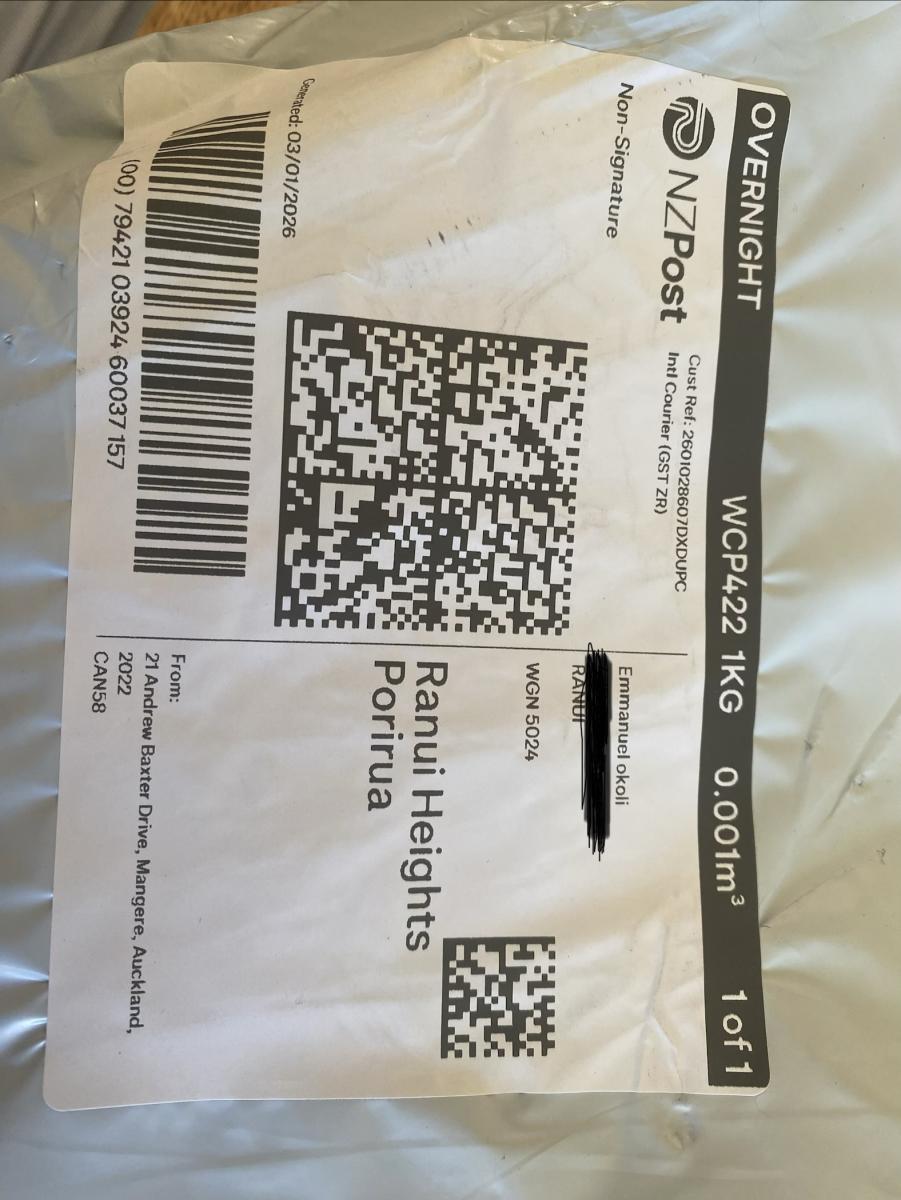 OVERNIGHT WCP422 1KG 0.001m³ 1 of 1
NZPost
Cust Ref: 2601028607DXDUPC
Intl Courier (GST ZR)
Non-Signature
Generated: 03/01/2026
(00) 79421 03924 60037 157
Emmanuel okoli
RANUI
WGN 5024
Ranui Heights
Porirua
From:
21 Andrew Baxter Drive, Mangere, Auckland,
2022
CAN58